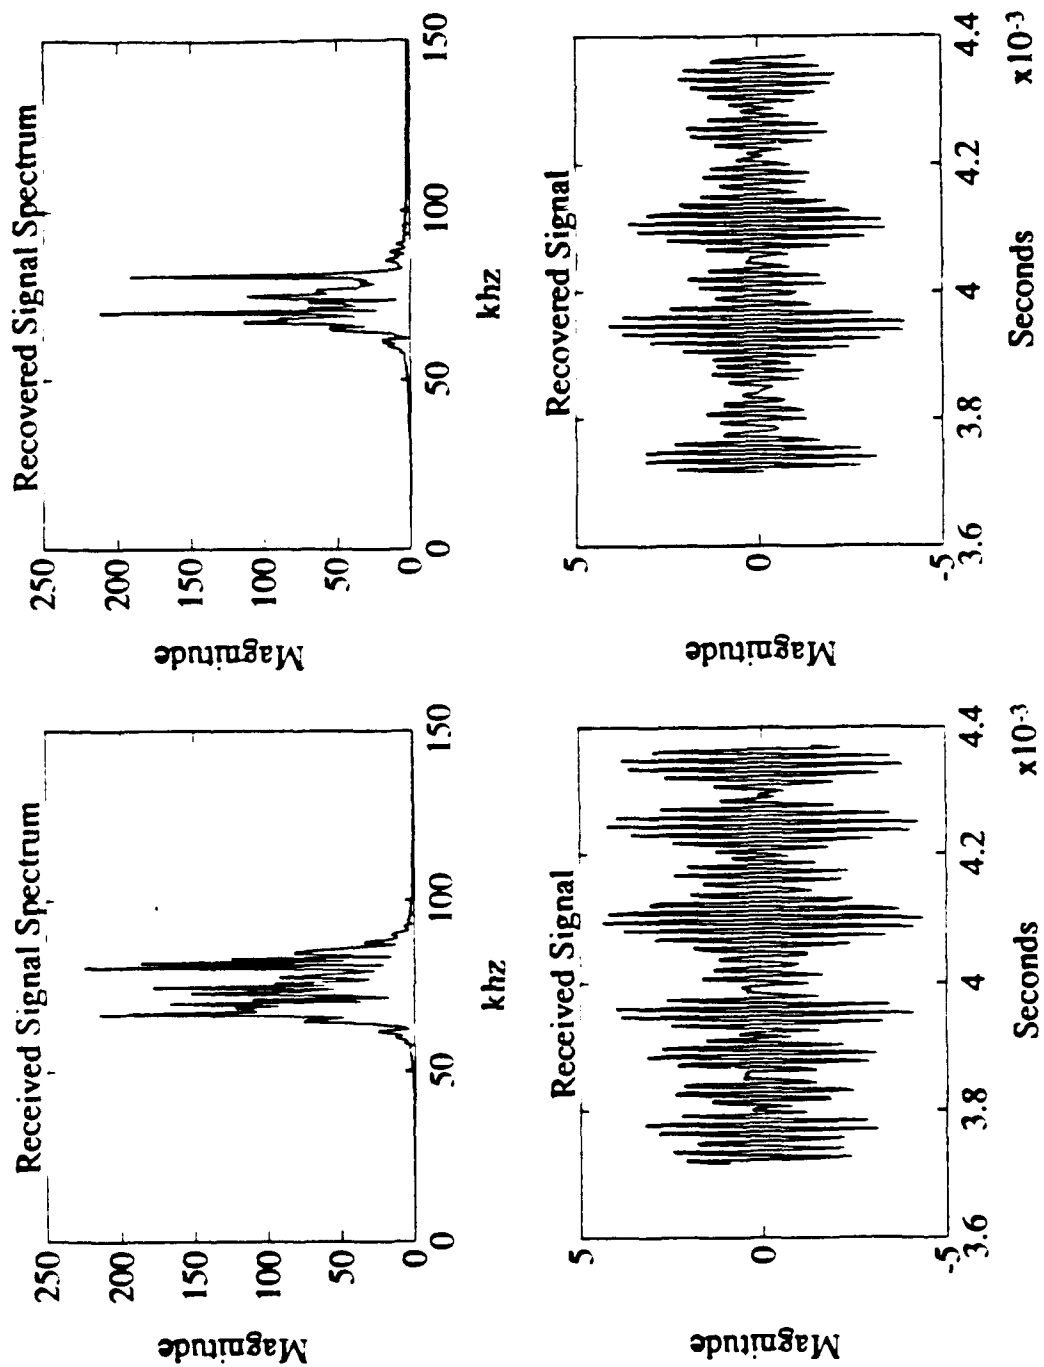 Received Signal Spectrum
Magnitude
250
200
150
100
50
0
0
50
100
150
khz
Recovered Signal Spectrum
Magnitude
250
200
150
100
50
0
0
50
100
150
khz
Received Signal
Magnitude
5
0
-5
3.6
3.8
4
4.2
4.4
Seconds
x10-3
Recovered Signal
Magnitude
5
0
-5
3.6
3.8
4
4.2
4.4
Seconds
x10-3